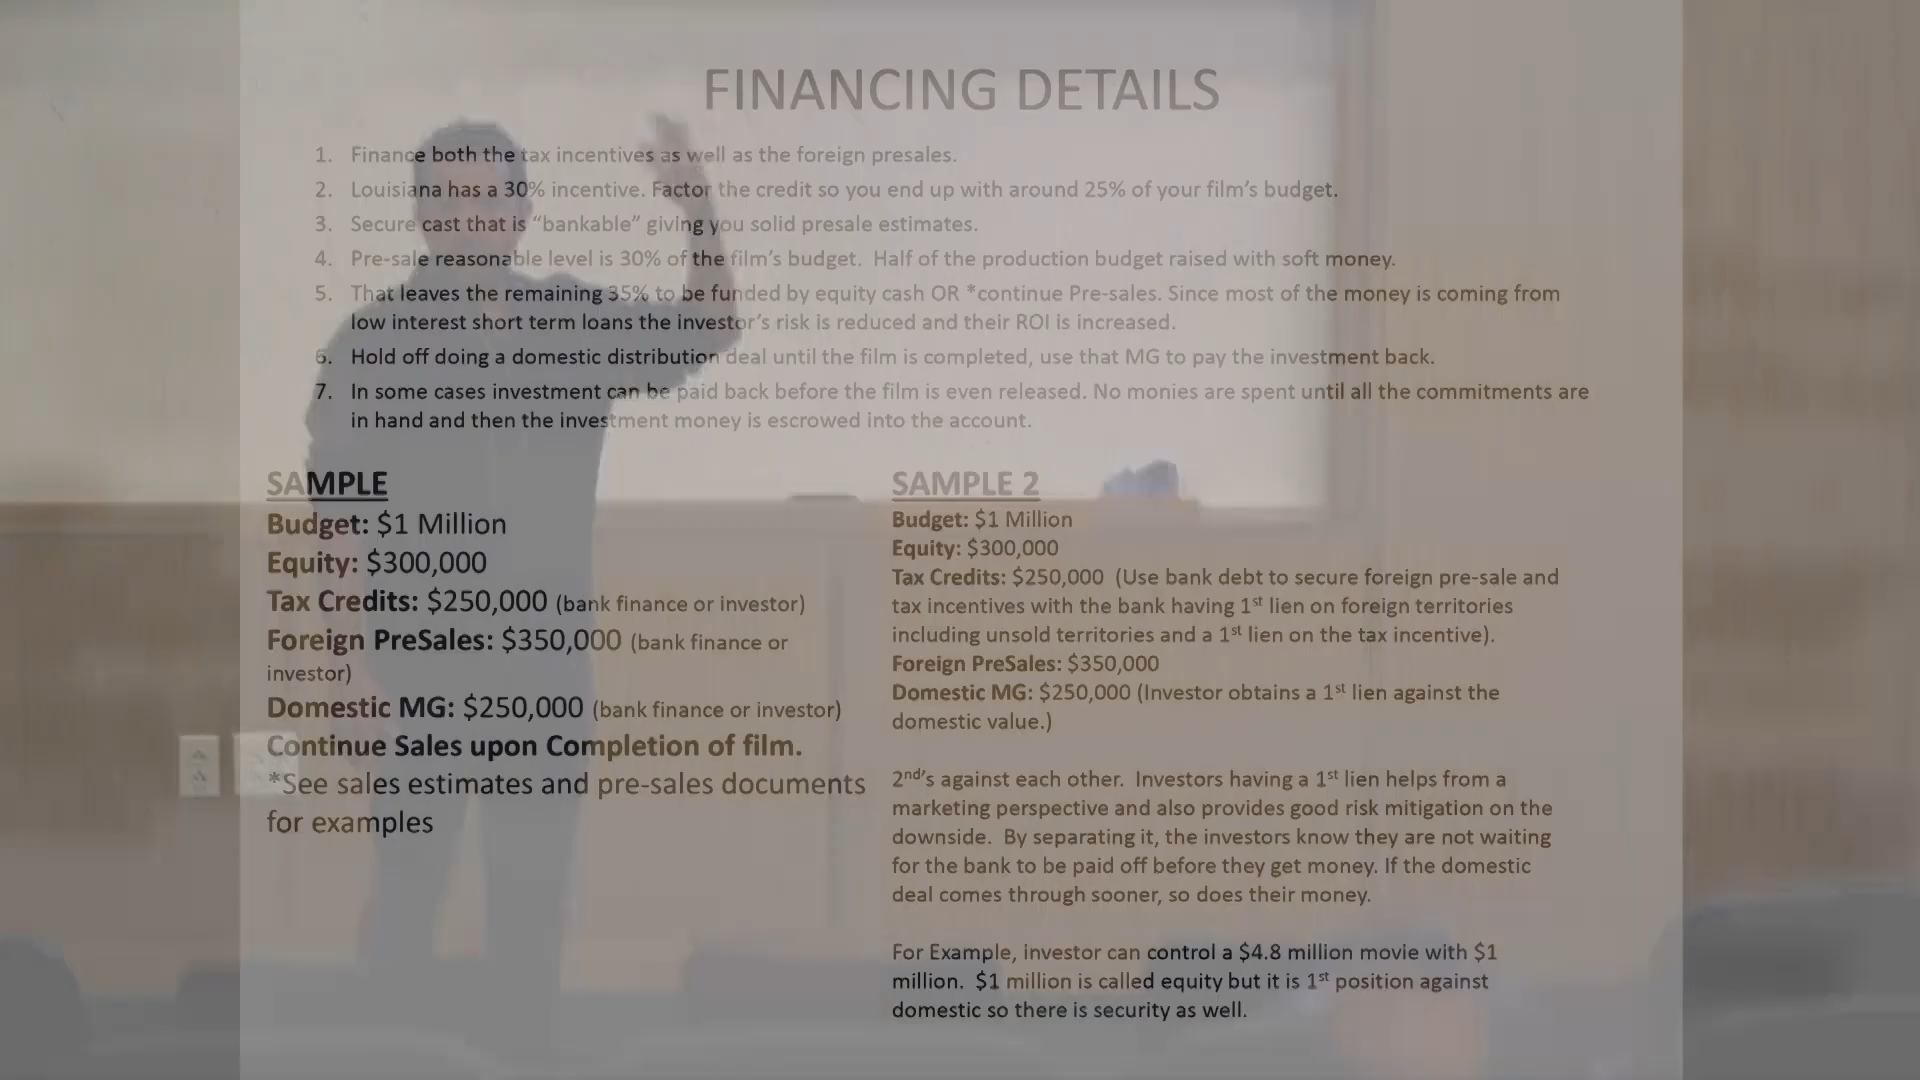 FINANCING DETAILS
1. Finance both the tax incentives as well as the foreign presales.
2. Louisiana has a 30% incentive. Factor the credit so you end up with around 25% of your film's budget.
3. Secure cast that is “bankable” giving you solid presale estimates.
4. Pre-sale reasonable level is 30% of the film's budget. Half of the production budget raised with soft money.
5. That leaves the remaining 35% to be funded by equity cash OR *continue Pre-sales. Since most of the money is coming from
low interest short term loans the investor's risk is reduced and their ROI is increased.
6. Hold off doing a domestic distribution deal until the film is completed, use that MG to pay the investment back.
7. In some cases investment can be paid back before the film is even released. No monies are spent until all the commitments are
in hand and then the investment money is escrowed into the account.
SAMPLE
Budget: $1 Million
Equity: $300,000
Tax Credits: $250,000 (bank finance or investor)
Foreign PreSales: $350,000 (bank finance or
investor)
Domestic MG: $250,000 (bank finance or investor)
Continue Sales upon Completion of film.
*See sales estimates and pre-sales documents
for examples
SAMPLE 2
Budget: $1 Million
Equity: $300,000
Tax Credits: $250,000 (Use bank debt to secure foreign pre-sale and
tax incentives with the bank having 1st lien on foreign territories
including unsold territories and a 1st lien on the tax incentive).
Foreign PreSales: $350,000
Domestic MG: $250,000 (Investor obtains a 1st lien against the
domestic value.)
2nd's against each other. Investors having a 1st lien helps from a
marketing perspective and also provides good risk mitigation on the
downside. By separating it, the investors know they are not waiting
for the bank to be paid off before they get money. If the domestic
deal comes through sooner, so does their money.
For Example, investor can control a $4.8 million movie with $1
million. $1 million is called equity but it is 1st position against
domestic so there is security as well.